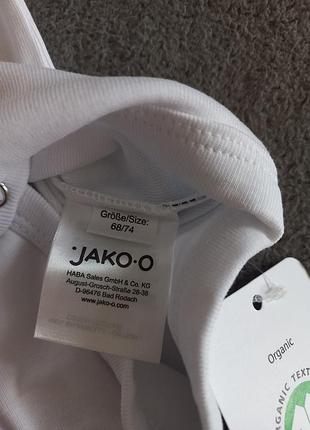 Größe/Size:
68/74
·JAKO·O
HABA Sales GmbH & Co. KG
August-Grosch-Straße 28-38
D-96476 Bad Rodach
www.jako-o.com
Organic
ORGANIC TEXT